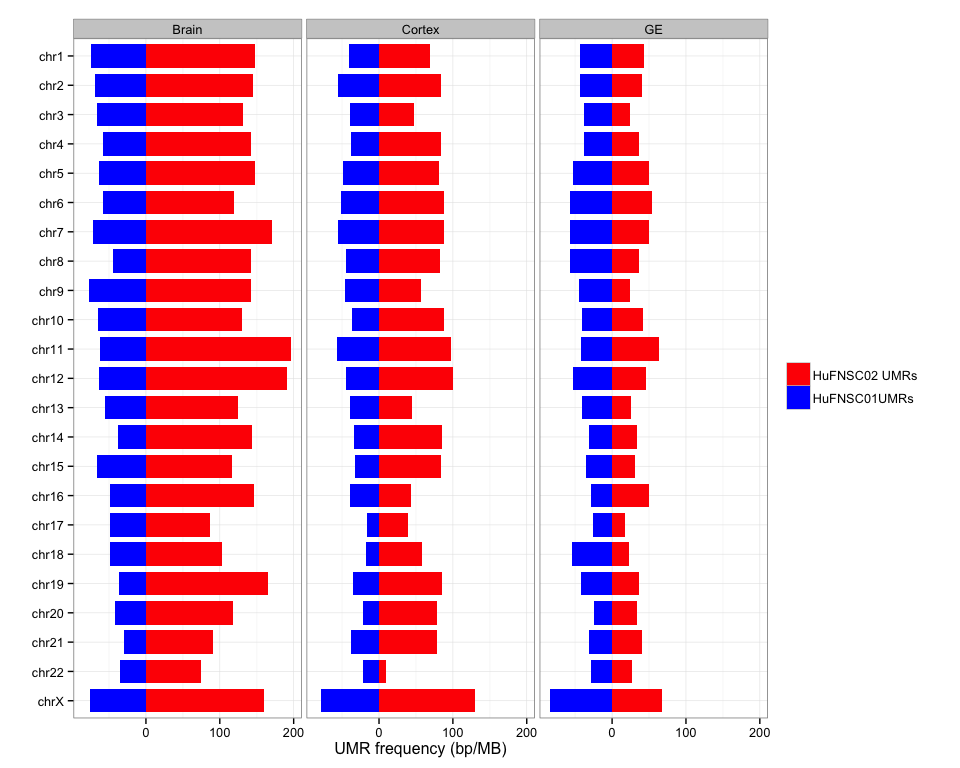 Brain Cortex GE
chr1
chr2
chr3
chr4
chr5
chr6
chr7
chr8
chr9
chr10
chr11
chr12
chr13
chr14
chr15
chr16
chr17
chr18
chr19
chr20
chr21
chr22
chrX
0 100 200 0 100 200 0 100 200
UMR frequency (bp/MB)
HuFNSC02 UMRs
HuFNSC01UMRs